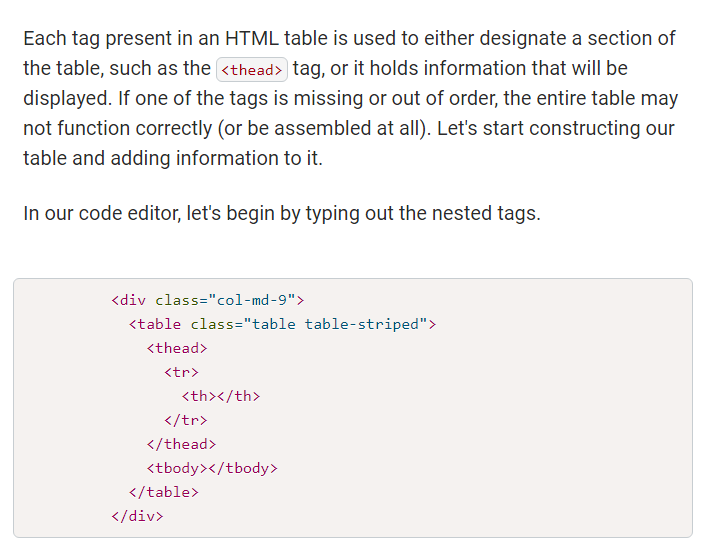 Each tag present in an HTML table is used to either designate a section of
the table, such as the <thead> tag, or it holds information that will be
displayed. If one of the tags is missing or out of order, the entire table may
not function correctly (or be assembled at all). Let's start constructing our
table and adding information to it.
In our code editor, let's begin by typing out the nested tags.
<div class="col-md-9">
  <table class="table table-striped">
    <thead>
      <tr>
        <th></th>
      </tr>
    </thead>
    <tbody></tbody>
  </table>
</div>